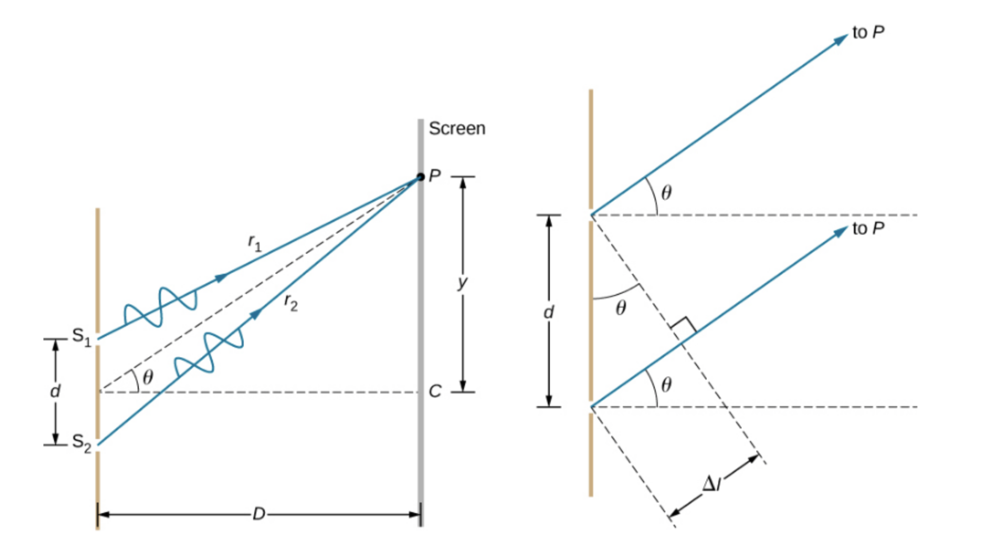 to P
Screen
P
r1
to P
r2
y
d
S1
d
S2
C
D
θ
θ
θ
θ
Δl